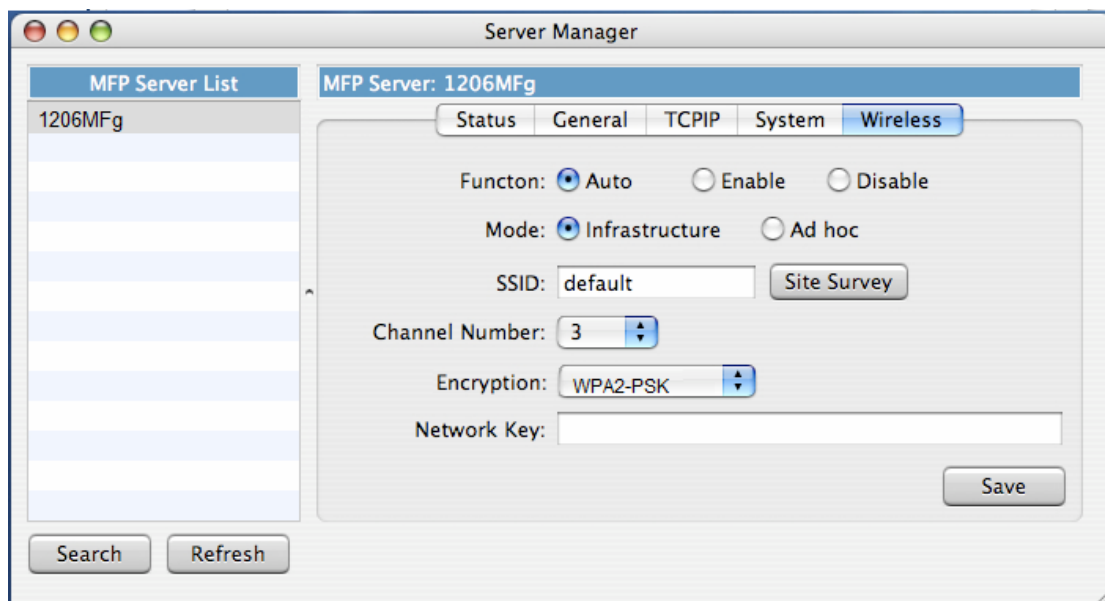 Server Manager
MFP Server List
1206MFg
Search Refresh
MFP Server: 1206MFg
Status General TCPIP System Wireless
Functon: Auto Enable Disable
Mode: Infrastructure Ad hoc
SSID: default Site Survey
Channel Number: 3
Encryption: WPA2-PSK
Network Key:
Save